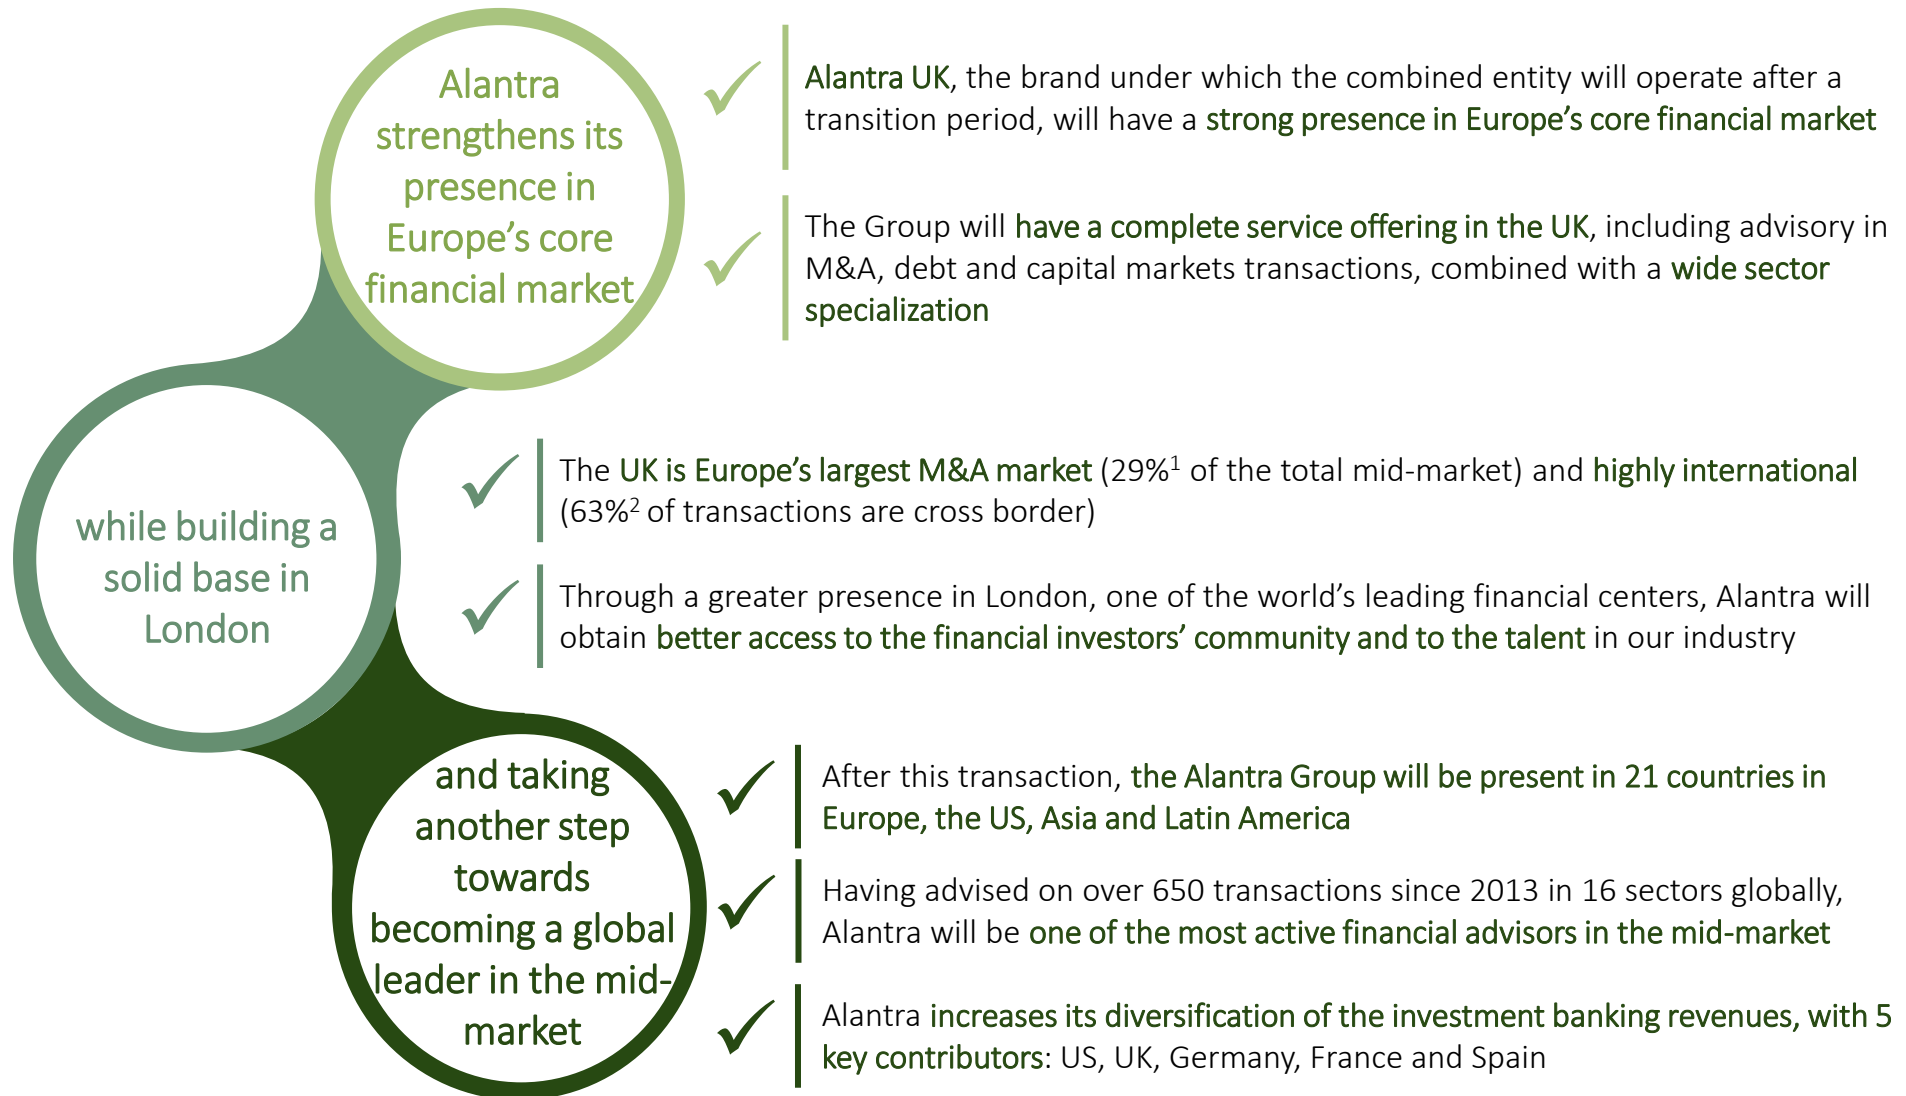 Alantra
strengthens its
presence in
Europe’s core
financial market
Alantra UK, the brand under which the combined entity will operate after a
transition period, will have a strong presence in Europe’s core financial market
The Group will have a complete service offering in the UK, including advisory in
M&A, debt and capital markets transactions, combined with a wide sector
specialization
while building a
solid base in
London
The UK is Europe’s largest M&A market (29%¹ of the total mid-market) and highly international
(63%² of transactions are cross border)
Through a greater presence in London, one of the world’s leading financial centers, Alantra will
obtain better access to the financial investors’ community and to the talent in our industry
and taking
another step
towards
becoming a global
leader in the mid-
market
After this transaction, the Alantra Group will be present in 21 countries in
Europe, the US, Asia and Latin America
Having advised on over 650 transactions since 2013 in 16 sectors globally,
Alantra will be one of the most active financial advisors in the mid-market
Alantra increases its diversification of the investment banking revenues, with 5
key contributors: US, UK, Germany, France and Spain